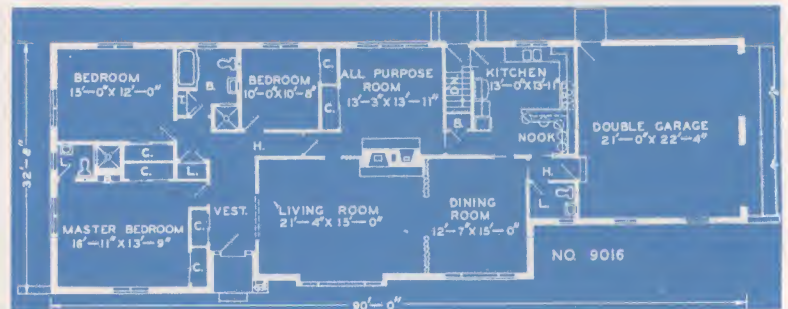 BEDROOM
15'-0"X 12'-0"
B.
T.
BEDROOM
10'-0"X10'-8"
C.
C.
ALL PURPOSE
ROOM
13'-3"X 13'-11"
DN.
B.
KITCHEN
13'-0"X13'-11"
NOOK
DOUBLE GARAGE
21'-0"X 22'-4"
32'-8"
L.
B.
C.
C.
L.
H.
H.
L.
MASTER BEDROOM
16'-11"X 13'-9"
C.
C.
VEST.
LIVING ROOM
21'-4"X 15'-0"
DINING
ROOM
12'-7"X 15'-0"
NO. 9016
90'-0"